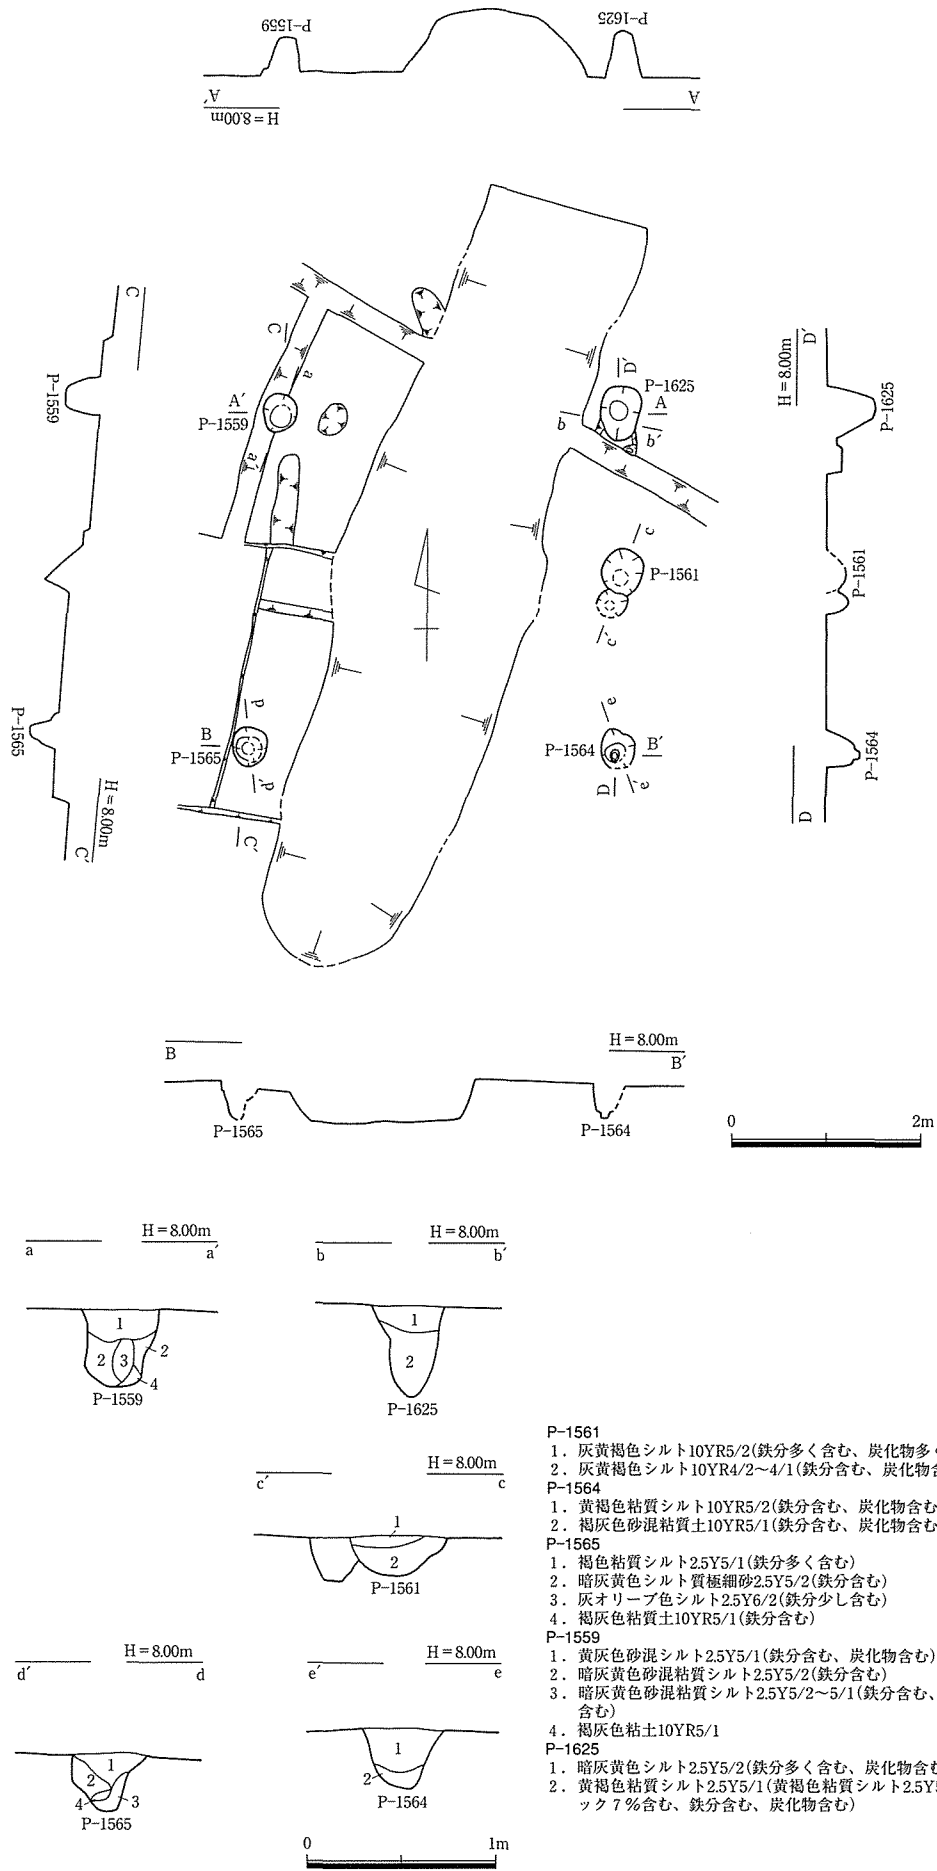 P-1559
P-1625
A′
A
H=8.00m
C
P-1559
P-1565
H=8.00m
C′
C
a
A′
P-1559
a′
D′
P-1625
A
b
b′
c
P-1561
c′
d
B
P-1565
d′
C′
e
P-1564
B′
D
e′
D′
H=8.00m
P-1625
P-1561
P-1564
D
B
H=8.00m
B′
P-1565
P-1564
0
2m
a
H=8.00m
a′
1
2
3
2
4
P-1559
b
H=8.00m
b′
1
2
P-1625
c′
H=8.00m
c
1
2
P-1561
d′
H=8.00m
d
1
2
4
3
P-1565
e′
H=8.00m
e
1
2
P-1564
0
1m
P-1561
1．灰黄褐色シルト10YR5/2(鉄分多く含む、炭化物多く
2．灰黄褐色シルト10YR4/2～4/1(鉄分含む、炭化物含
P-1564
1．黄褐色粘質シルト10YR5/2(鉄分含む、炭化物含む
2．褐灰色砂混粘質土10YR5/1(鉄分含む、炭化物含む
P-1565
1．褐色粘質シルト2.5Y5/1(鉄分多く含む)
2．暗灰黄色シルト質極細砂2.5Y5/2(鉄分含む)
3．灰オリーブ色シルト2.5Y6/2(鉄分少し含む)
4．褐灰色粘質土10YR5/1(鉄分含む)
P-1559
1．黄灰色砂混シルト2.5Y5/1(鉄分含む、炭化物含む)
2．暗灰黄色砂混粘質シルト2.5Y5/2(鉄分含む)
3．暗灰黄色砂混粘質シルト2.5Y5/2～5/1(鉄分含む、
含む)
4．褐灰色粘土10YR5/1
P-1625
1．暗灰黄色シルト2.5Y5/2(鉄分多く含む、炭化物含む
2．黄褐色粘質シルト2.5Y5/1(黄褐色粘質シルト2.5Y
ック7％含む、鉄分含む、炭化物含む)